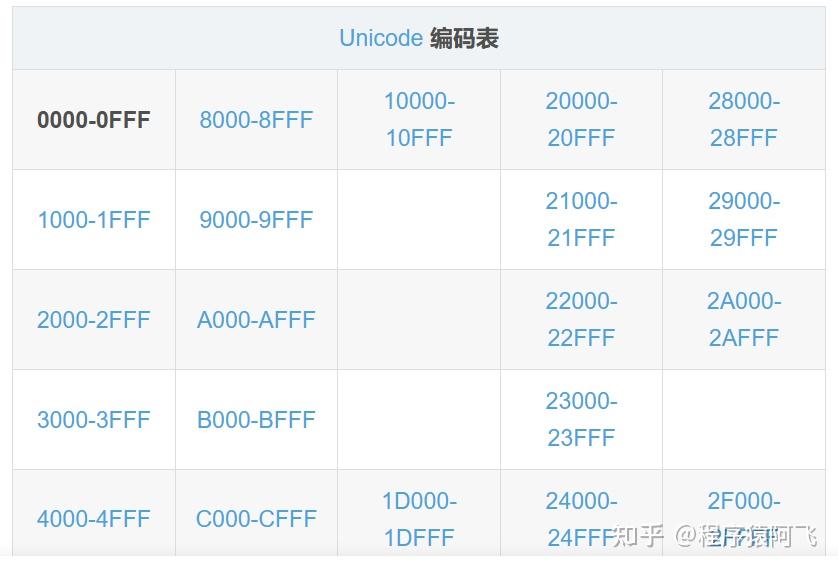 Unicode 编码表
0000-0FFF 8000-8FFF 10000-10FFF 20000-20FFF 28000-28FFF
1000-1FFF 9000-9FFF 21000-21FFF 29000-29FFF
2000-2FFF A000-AFFF 22000-22FFF 2A000-2AFFF
3000-3FFF B000-BFFF 23000-23FFF
4000-4FFF C000-CFFF 1D000-1DFFF 24000-24FFF 2F000-
知乎 @程序猿阿飞